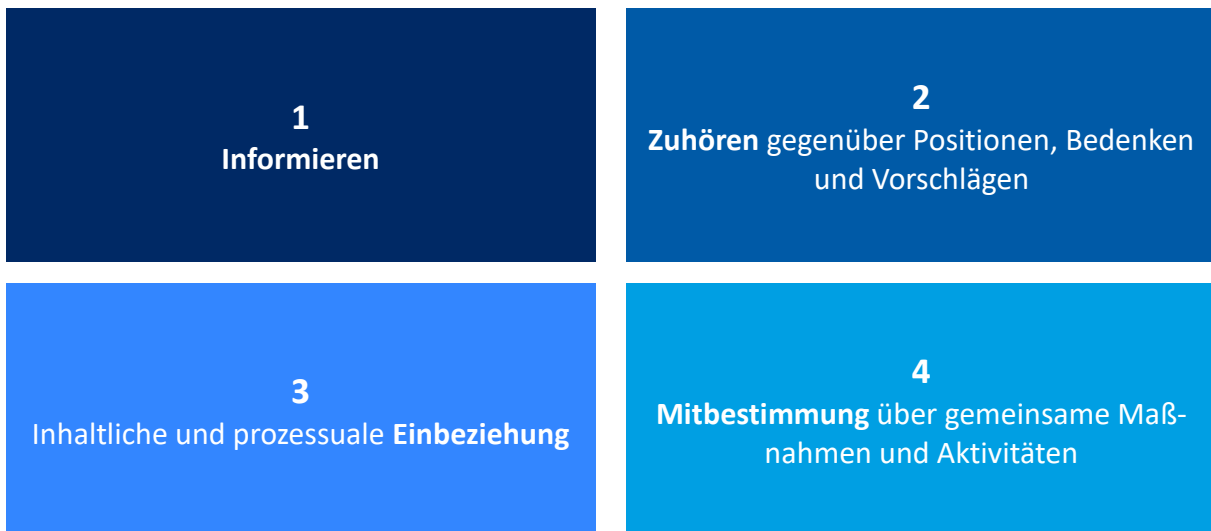 1
Informieren
2
Zuhören gegenüber Positionen, Bedenken
und Vorschlägen
3
Inhaltliche und prozessuale Einbeziehung
4
Mitbestimmung über gemeinsame Maß-
nahmen und Aktivitäten